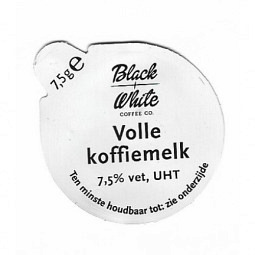 7,5g℮
Black
White
COFFEE CO.
Volle
koffiemelk
7,5% vet, UHT
Ten minste houdbaar tot: zie onderzijde